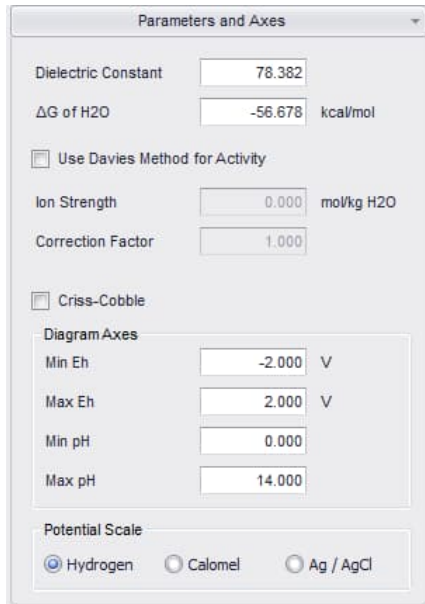 Parameters and Axes
Dielectric Constant 78.382
ΔG of H2O -56.678 kcal/mol
Use Davies Method for Activity
Ion Strength 0.000 mol/kg H2O
Correction Factor 1.000
Criss-Cobble
Diagram Axes
Min Eh -2.000 V
Max Eh 2.000 V
Min pH 0.000
Max pH 14.000
Potential Scale
Hydrogen Calomel Ag / AgCl